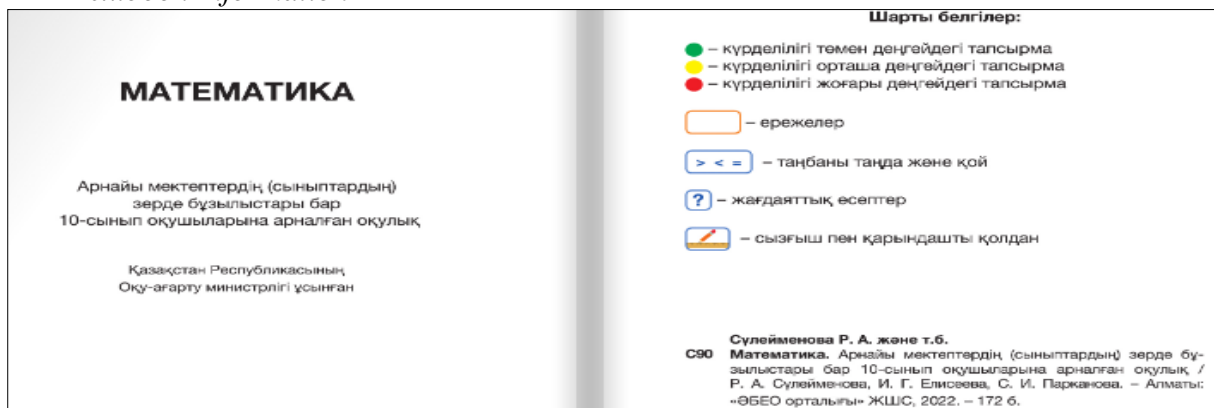 МАТЕМАТИКА
Арнайы мектептердің (сыныптардың)
зерде бұзылыстары бар
10-сынып оқушыларына арналған оқулық
Қазақстан Республикасының
Оқу-ағарту министрлігі ұсынған
Шартты белгілер:
– күрделілігі төмен деңгейдегі тапсырма
– күрделілігі орташа деңгейдегі тапсырма
– күрделілігі жоғары деңгейдегі тапсырма
– ережелер
> < = – таңбаны таңда және қой
? – жағдаяттық есептер
– сызғыш пен қарындашты қолдан
Сүлейменова Р. А. және т.б.
С90 Математика. Арнайы мектептердің (сыныптардың) зерде бұ-
зылыстары бар 10-сынып оқушыларына арналған оқулық /
Р. А. Сүлейменова, И. Г. Елисеева, С. И. Парканова. – Алматы:
«ӘБЕО орталығы» ЖШС, 2022. – 172 б.